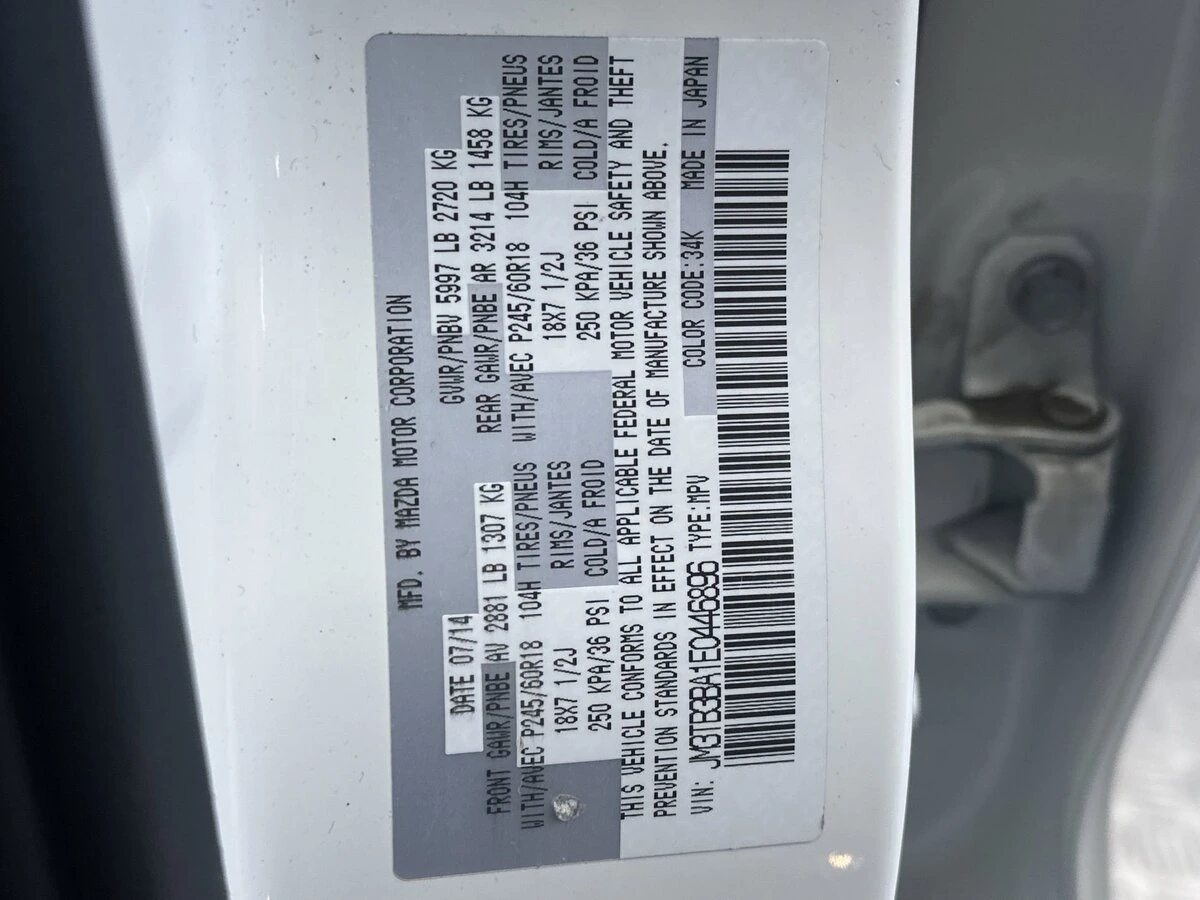 MFD. BY MAZDA MOTOR CORPORATION
DATE 07/14 GVWR/PNBV 5997 LB 2720 KG
FRONT GAWR/PNBE AV 2881 LB 1307 KG REAR GAWR/PNBE AR 3214 LB 1458 KG
WITH/AVEC P245/60R18 104H TIRES/PNEUS WITH/AVEC P245/60R18 104H TIRES/PNEUS
18X7 1/2J RIMS/JANTES 18X7 1/2J RIMS/JANTES
250 KPA/36 PSI COLD/A FROID 250 KPA/36 PSI COLD/A FROID
THIS VEHICLE CONFORMS TO ALL APPLICABLE FEDERAL MOTOR VEHICLE SAFETY AND THEFT
PREVENTION STANDARDS IN EFFECT ON THE DATE OF MANUFACTURE SHOWN ABOVE.
VIN: JM3TB3BA1E0446896 TYPE:MPV COLOR CODE:34K MADE IN JAPAN